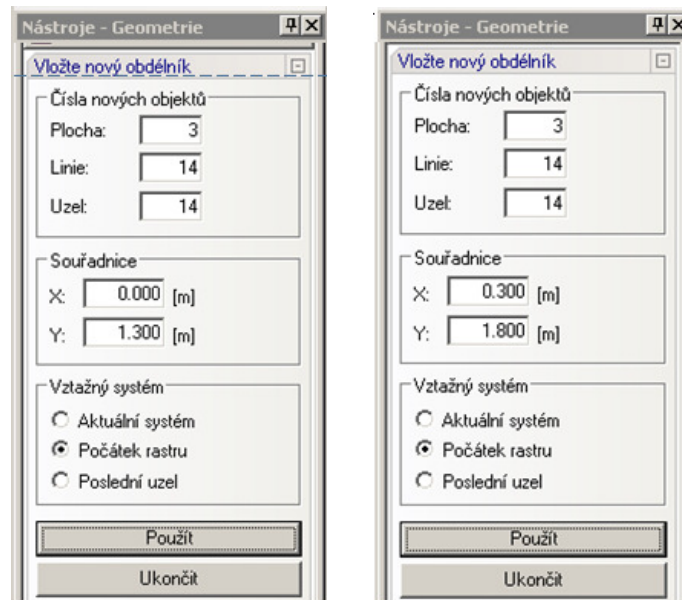 Nástroje - Geometrie
Vložte nový obdélník
Čísla nových objektů
Plocha: 3
Linie: 14
Uzel: 14
Souřadnice
X: 0.000 [m]
Y: 1.300 [m]
Vztažný systém
Aktuální systém
Počátek rastru
Poslední uzel
Použít
Ukončit
Nástroje - Geometrie
Vložte nový obdélník
Čísla nových objektů
Plocha: 3
Linie: 14
Uzel: 14
Souřadnice
X: 0.300 [m]
Y: 1.800 [m]
Vztažný systém
Aktuální systém
Počátek rastru
Poslední uzel
Použít
Ukončit